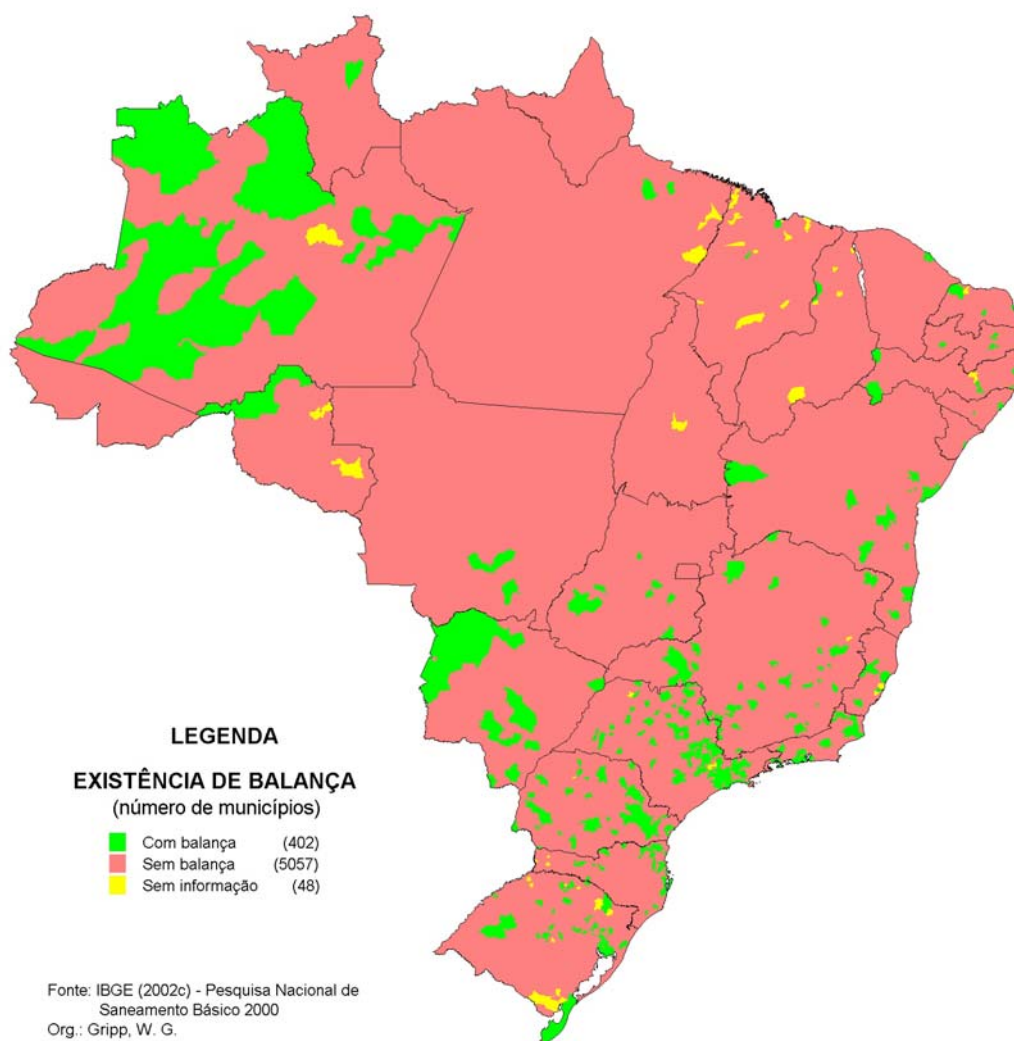 LEGENDA
EXISTÊNCIA DE BALANÇA
(número de municípios)
Com balança (402)
Sem balança (5057)
Sem informação (48)
Fonte: IBGE (2002c) - Pesquisa Nacional de
Saneamento Básico 2000
Org.: Gripp, W. G.